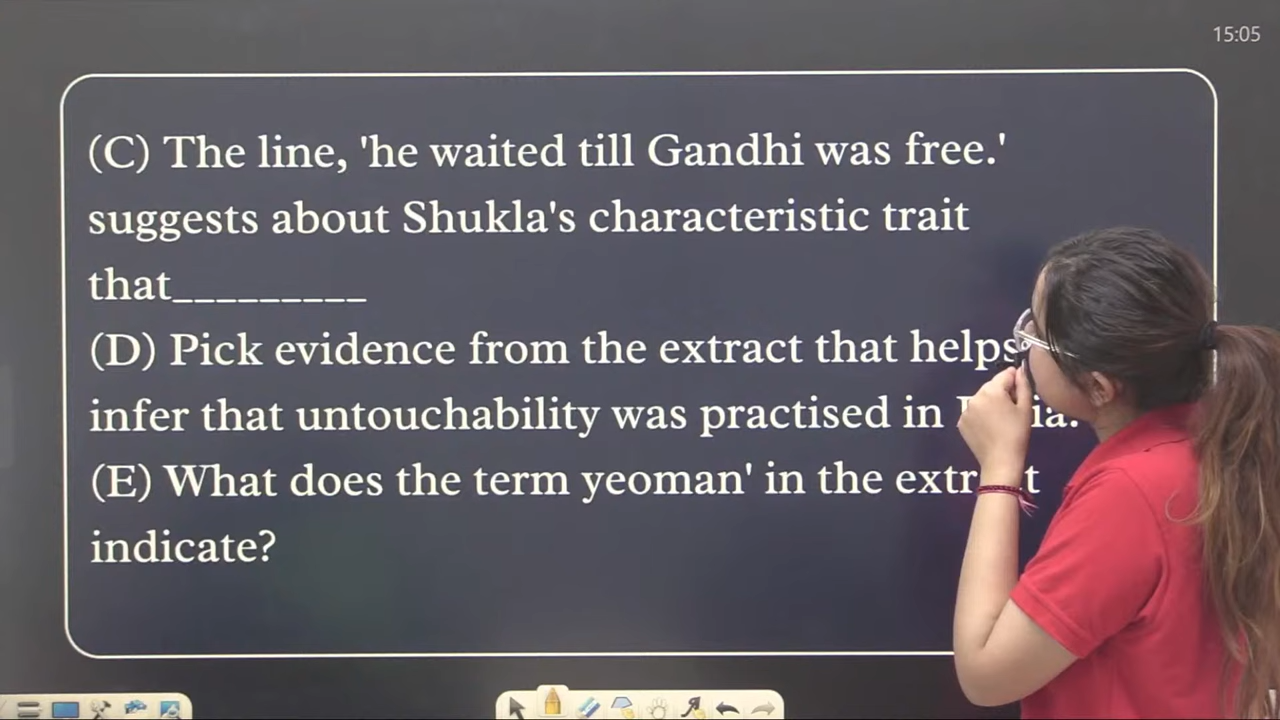 15:05
(C) The line, 'he waited till Gandhi was free.'
suggests about Shukla's characteristic trait
that_________
(D) Pick evidence from the extract that helps
infer that untouchability was practised in
(E) What does the term yeoman' in the
indicate?